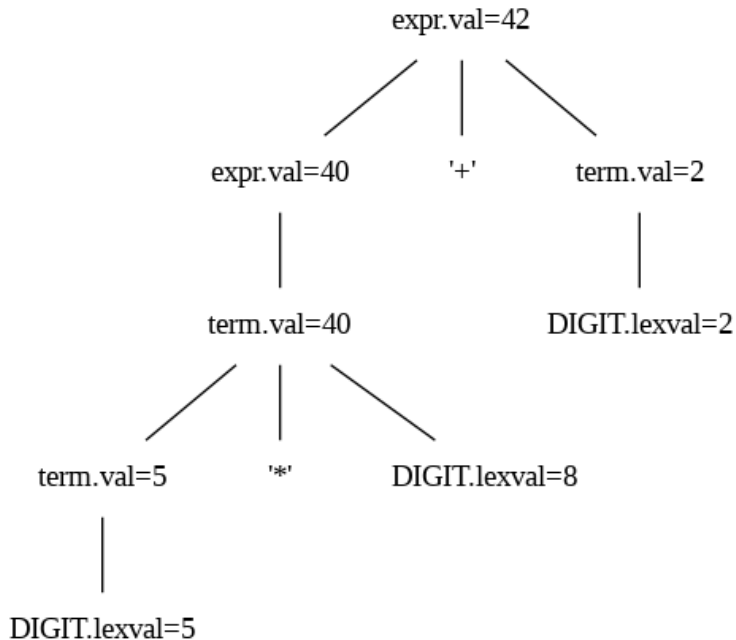 expr.val=42
expr.val=40 '+' term.val=2
term.val=40 DIGIT.lexval=2
term.val=5 '*' DIGIT.lexval=8
DIGIT.lexval=5